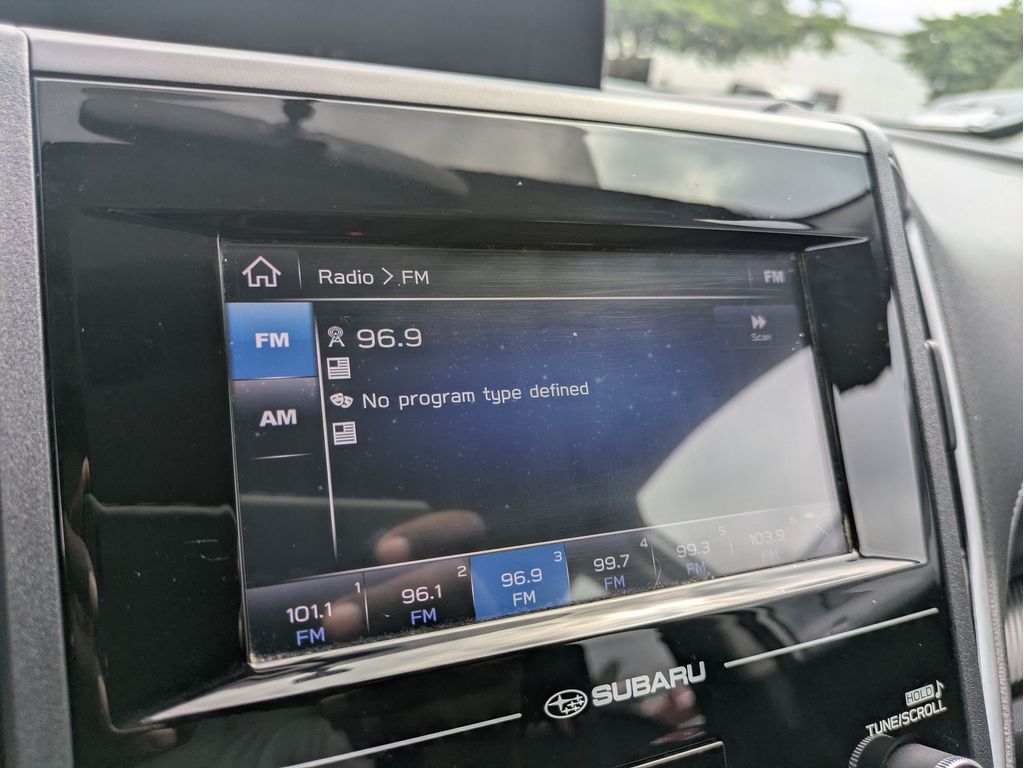 Radio > FM
FM
FM
96.9
Scan
AM
No program type defined
1
101.1
FM
2
96.1
FM
3
96.9
FM
4
99.7
FM
5
99.3
FM
6
103.9
FM
SUBARU
HOLD
TUNE/SCROLL